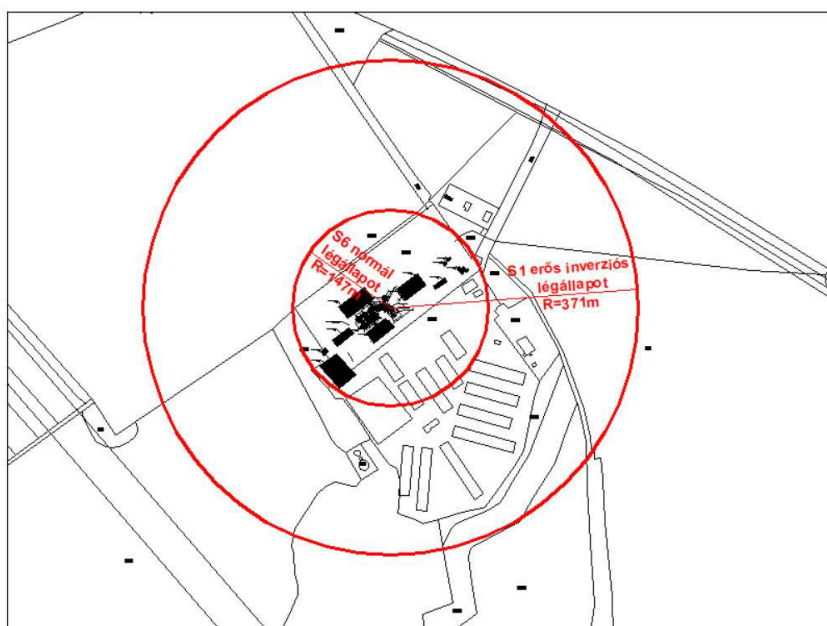 S6 normál
légállapot
R=147m
S1 erős inverziós
légállapot
R=371m